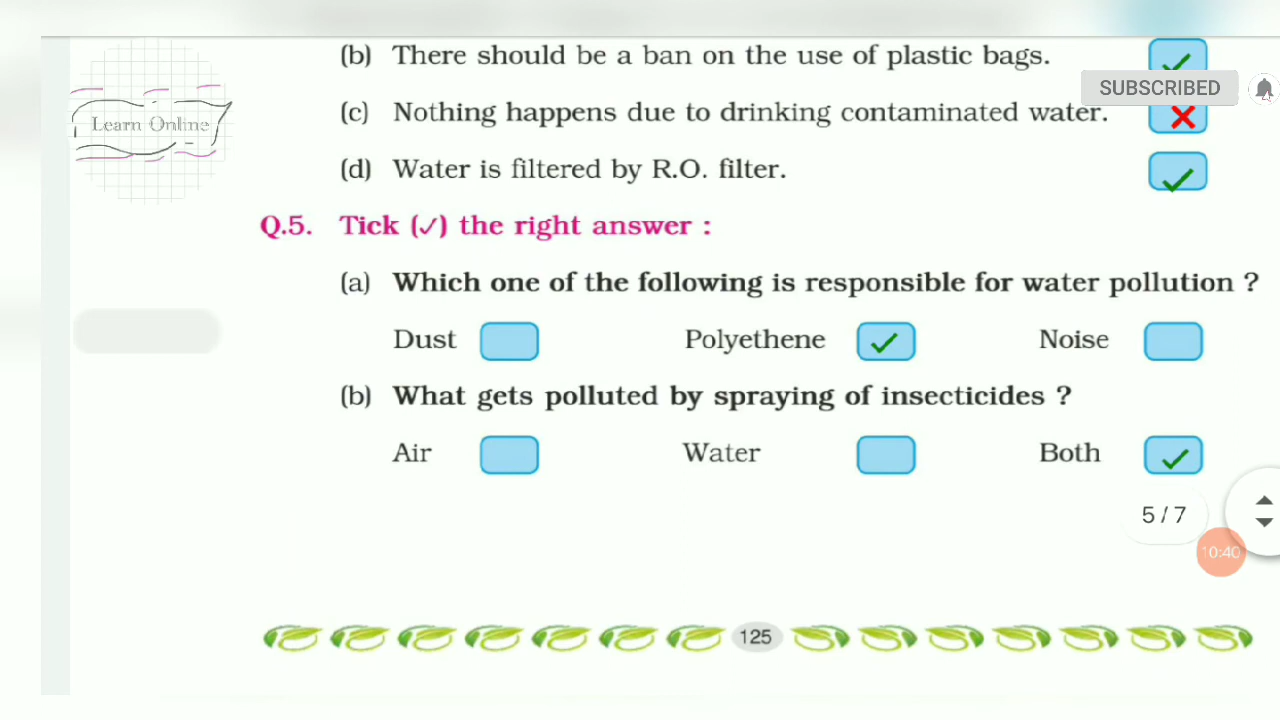 (b) There should be a ban on the use of plastic bags. ✓
SUBSCRIBED
Learn Online
(c) Nothing happens due to drinking contaminated water. ✗
(d) Water is filtered by R.O. filter. ✓
Q.5. Tick (✓) the right answer :
(a) Which one of the following is responsible for water pollution ?
Dust Polyethene ✓ Noise
(b) What gets polluted by spraying of insecticides ?
Air Water Both ✓
5 / 7
10:40
125